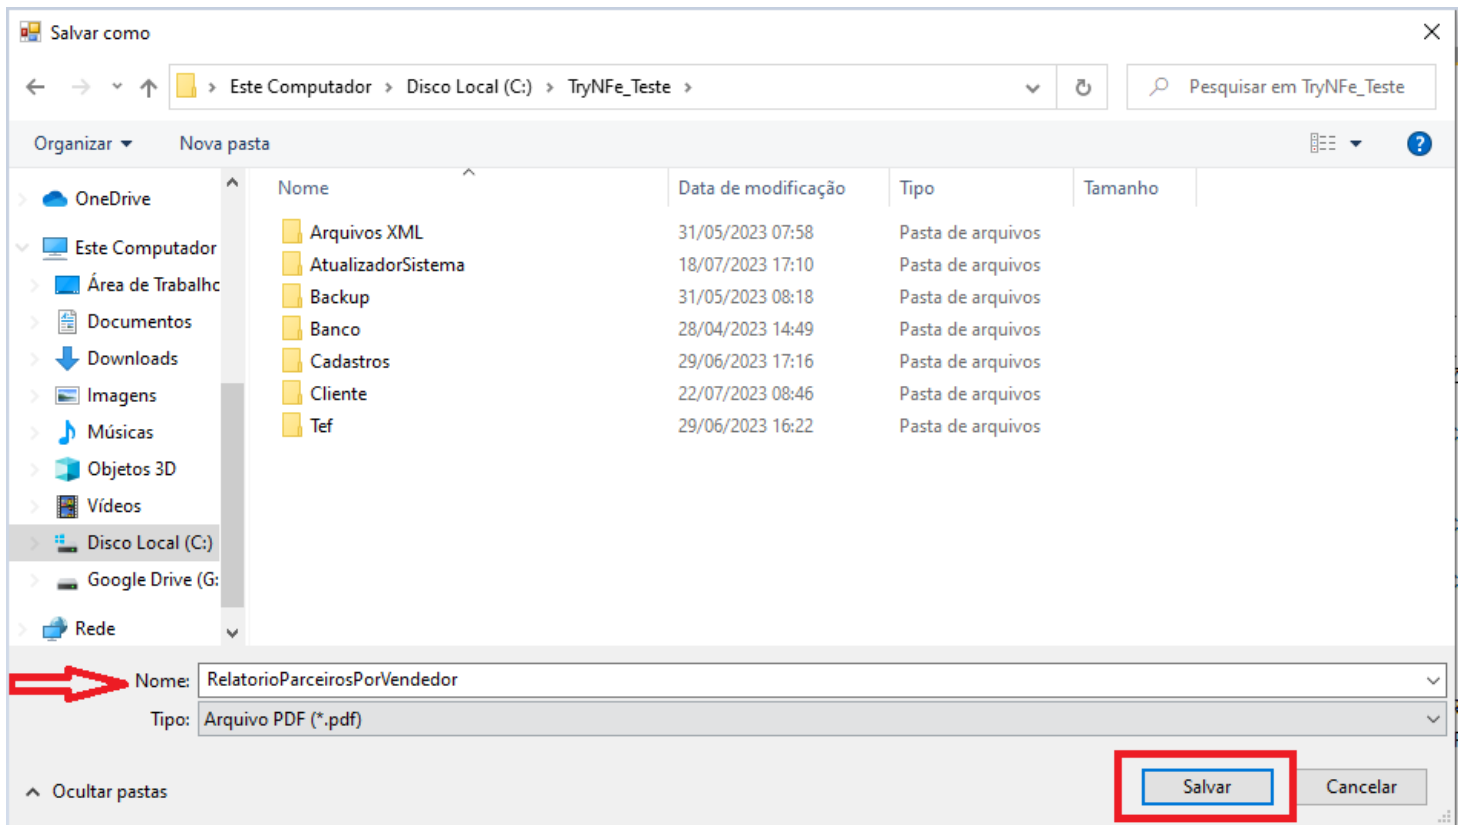 Salvar como
Este Computador > Disco Local (C:) > TryNFe_Teste >
Pesquisar em TryNFe_Teste
Organizar
Nova pasta
Nome Data de modificação Tipo Tamanho
OneDrive
Este Computador
Área de Trabalho
Documentos
Downloads
Imagens
Músicas
Objetos 3D
Vídeos
Disco Local (C:)
Google Drive (G:
Rede
Arquivos XML 31/05/2023 07:58 Pasta de arquivos
AtualizadorSistema 18/07/2023 17:10 Pasta de arquivos
Backup 31/05/2023 08:18 Pasta de arquivos
Banco 28/04/2023 14:49 Pasta de arquivos
Cadastros 29/06/2023 17:16 Pasta de arquivos
Cliente 22/07/2023 08:46 Pasta de arquivos
Tef 29/06/2023 16:22 Pasta de arquivos
Nome: RelatorioParceirosPorVendedor
Tipo: Arquivo PDF (*.pdf)
Ocultar pastas
Salvar
Cancelar